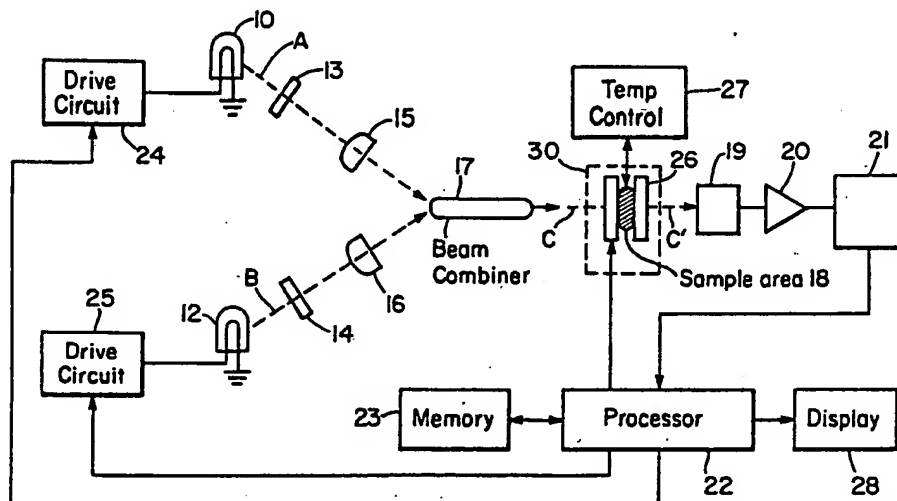 10
A
13
Drive
Circuit
24
15
Temp
Control
27
30
26
19
20
21
17
Beam
Combiner
C
C'
Sample area 18
16
B
14
12
25
Drive
Circuit
23
Memory
Processor
22
Display
28